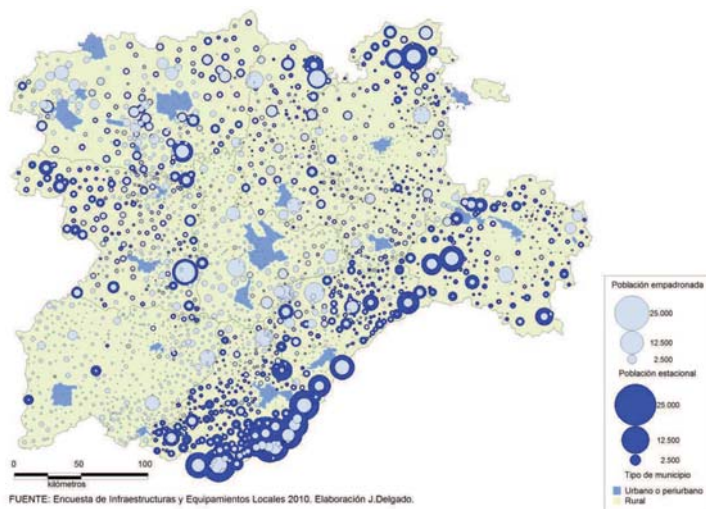 Población empadronada
25.000
12.500
2.500
Población estacional
25.000
12.500
2.500
Tipo de municipio
Urbano o periurbano
Rural
0 50 100
kilómetros
FUENTE: Encuesta de Infraestructuras y Equipamientos Locales 2010. Elaboración J.Delgado.